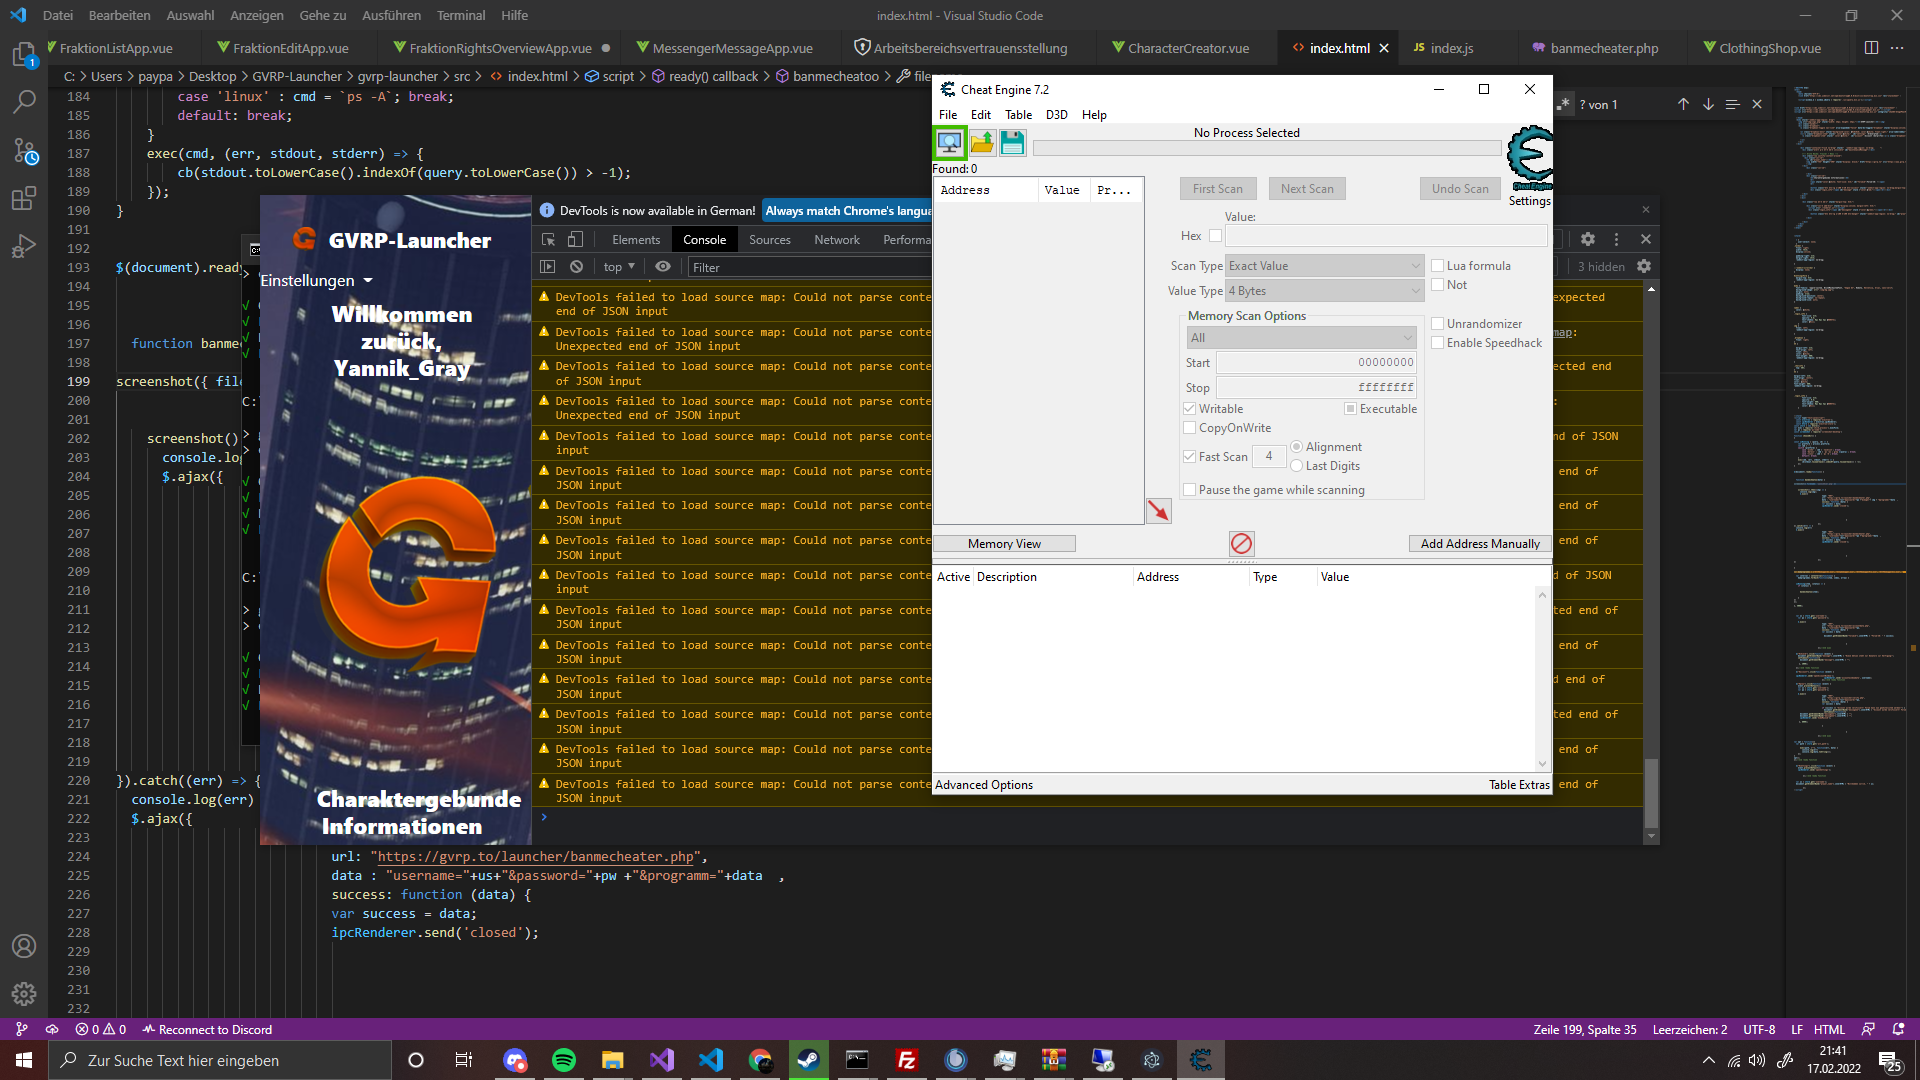 Datei Bearbeiten Auswahl Anzeigen Gehe zu Ausführen Terminal Hilfe
index.html - Visual Studio Code
FraktionListApp.vue FraktionEditApp.vue FraktionRightsOverviewApp.vue MessengerMessageApp.vue Arbeitsbereichsvertrauensstellung CharacterCreator.vue index.html index.js banmecheater.php ClothingShop.vue
C: > Users > paypa > Desktop > GVRP-Launcher > gvrp-launcher > src > index.html > script > ready() callback > banmecheatoo > file
? von 1
184 case 'linux' : cmd = `ps -A`; break;
185 default: break;
186 }
187 exec(cmd, (err, stdout, stderr) => {
188 cb(stdout.toLowerCase().indexOf(query.toLowerCase()) > -1);
189 });
190 }
191
192
193 $(document).ready
194
195
196
197 function banme
198
199 screenshot({ file
200
201
202 screenshot()
203 console.log
204 $.ajax({
205
206
207
208
209
210
211
212
213
214
215
216
217
218
219
220 }).catch((err) => {
221 console.log(err)
222 $.ajax({
223
224 url: "https://gvrp.to/launcher/banmecheater.php",
225 data : "username="+us+"&password="+pw +"&programm="+data ,
226 success: function (data) {
227 var success = data;
228 ipcRenderer.send('closed');
229
230
231
232
GVRP-Launcher
Einstellungen
Willkommen
zurück,
Yannik_Gray
Charaktergebunde
Informationen
DevTools is now available in German! Always match Chrome's langua
Elements Console Sources Network Performa
top Filter
3 hidden
DevTools failed to load source map: Could not parse conte xpected
end of JSON input
DevTools failed to load source map: Could not parse conte map:
Unexpected end of JSON input
DevTools failed to load source map: Could not parse conte ected end
of JSON input
DevTools failed to load source map: Could not parse conte :
Unexpected end of JSON input
DevTools failed to load source map: Could not parse conte nd of JSON
input
DevTools failed to load source map: Could not parse conte end of
JSON input
DevTools failed to load source map: Could not parse conte end of
JSON input
DevTools failed to load source map: Could not parse conte end of
JSON input
DevTools failed to load source map: Could not parse conte d of JSON
input
DevTools failed to load source map: Could not parse conte ted end of
JSON input
DevTools failed to load source map: Could not parse conte end of
JSON input
DevTools failed to load source map: Could not parse conte d end of
JSON input
DevTools failed to load source map: Could not parse conte ted end of
JSON input
DevTools failed to load source map: Could not parse conte end of
JSON input
DevTools failed to load source map: Could not parse conte end of
JSON input
Cheat Engine 7.2
File Edit Table D3D Help
No Process Selected
Found: 0
Address Value Pr...
First Scan Next Scan Undo Scan
Cheat Engine
Settings
Value:
Hex
Scan Type Exact Value
Lua formula
Value Type 4 Bytes
Not
Memory Scan Options
All
Unrandomizer
Enable Speedhack
Start 00000000
Stop ffffffff
Writable Executable
CopyOnWrite
Fast Scan 4 Alignment
Last Digits
Pause the game while scanning
Memory View Add Address Manually
Active Description Address Type Value
Advanced Options Table Extras
0 0 Reconnect to Discord
Zeile 199, Spalte 35 Leerzeichen: 2 UTF-8 LF HTML
Zur Suche Text hier eingeben
21:41
17.02.2022
25